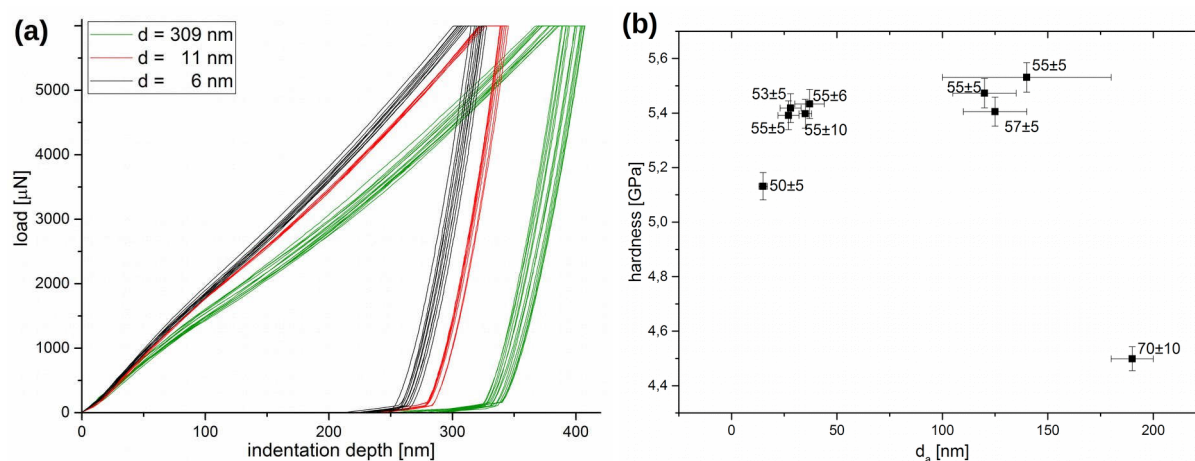 (a)
d = 309 nm
d = 11 nm
d = 6 nm
load [µN]
5000
4000
3000
2000
1000
0
0 100 200 300 400
indentation depth [nm]
(b)
hardness [GPa]
5,6
5,4
5,2
5,0
4,8
4,6
4,4
55±5
55±5
57±5
53±5
55±6
55±5
55±10
50±5
70±10
0 50 100 150 200
d_a [nm]